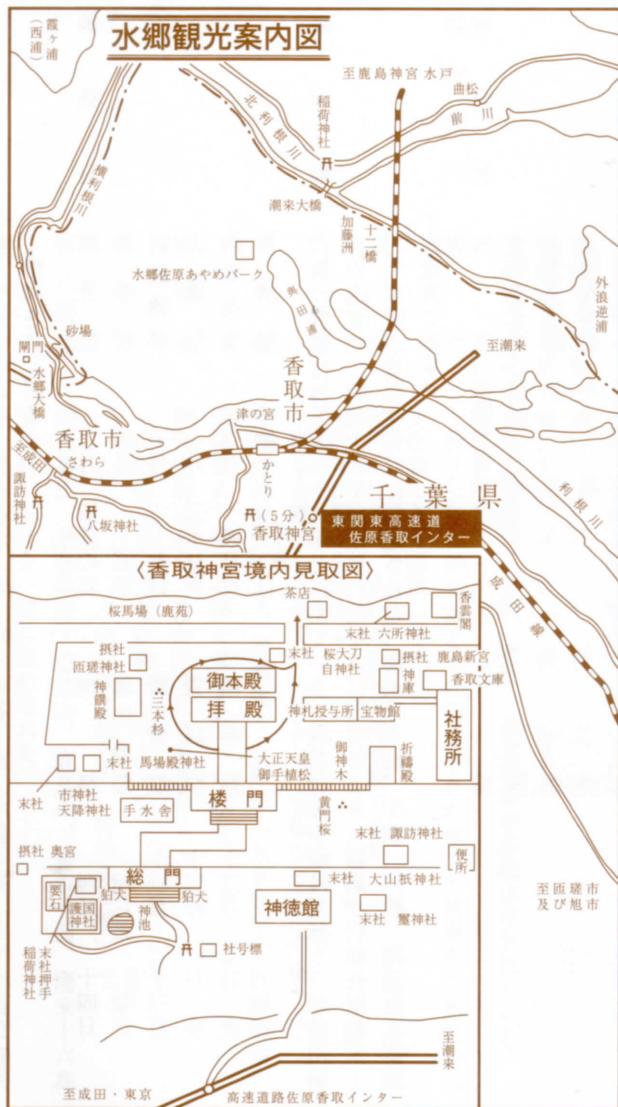 水郷観光案内図
霞ヶ浦
(西浦)
至鹿島神宮 水戸
曲松
前川
稲荷神社
北利根川
横利根川
潮来大橋
加藤洲
十二橋
水郷佐原あやめパーク
与田浦
外浪逆浦
砂場
閘門
水郷大橋
至潮来
香取市
津の宮
香取市
さわら
至成田
かとり
諏訪神社
八坂神社
(5分)
香取神宮
千葉県
利根川
東関東高速道
佐原香取インター
成田線
〈香取神宮境内見取図〉
茶店
桜馬場(鹿苑)
末社 六所神社
香雲閣
摂社
匝瑳神社
末社 桜大刀
自神社
摂社 鹿島新宮
神饌殿
三本杉
御本殿
拝殿
神庫
香取文庫
神札授与所
宝物館
社務所
末社 馬場殿神社
大正天皇
御手植松
御神木
祈禱殿
末社
市神社
天降神社
手水舎
楼門
黄門桜
末社 諏訪神社
便所
摂社 奥宮
総門
末社
大山祇神社
要石
護国
神社
狛犬
狛犬
神池
神徳館
末社 璽神社
至匝瑳市
及び旭市
末社押手
稲荷神社
社号標
至潮来
至成田・東京
高速道路佐原香取インター